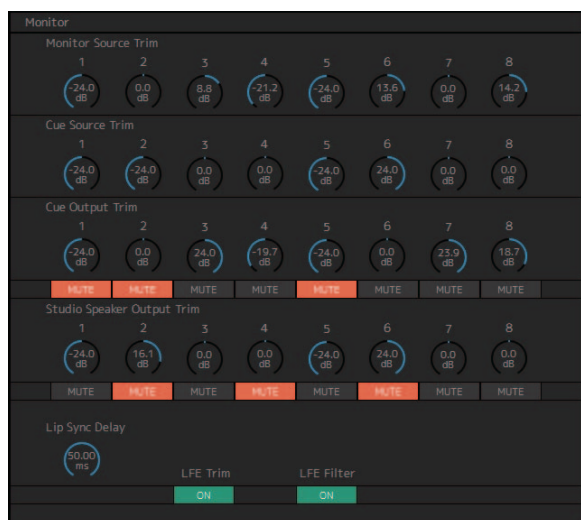 Monitor
Monitor Source Trim
1 2 3 4 5 6 7 8
-24.0 dB 0.0 dB 8.8 dB -21.2 dB -24.0 dB 13.6 dB 0.0 dB 14.2 dB
Cue Source Trim
1 2 3 4 5 6 7 8
-24.0 dB -24.0 dB 0.0 dB 0.0 dB -24.0 dB 24.0 dB 0.0 dB 0.0 dB
Cue Output Trim
1 2 3 4 5 6 7 8
-24.0 dB 0.0 dB 24.0 dB -19.7 dB -24.0 dB 0.0 dB 23.9 dB 18.7 dB
MUTE MUTE MUTE MUTE MUTE MUTE MUTE MUTE
Studio Speaker Output Trim
1 2 3 4 5 6 7 8
-24.0 dB 16.1 dB 0.0 dB 0.0 dB -24.0 dB 24.0 dB 0.0 dB 0.0 dB
MUTE MUTE MUTE MUTE MUTE MUTE MUTE MUTE
Lip Sync Delay
50.00 ms
LFE Trim LFE Filter
ON ON